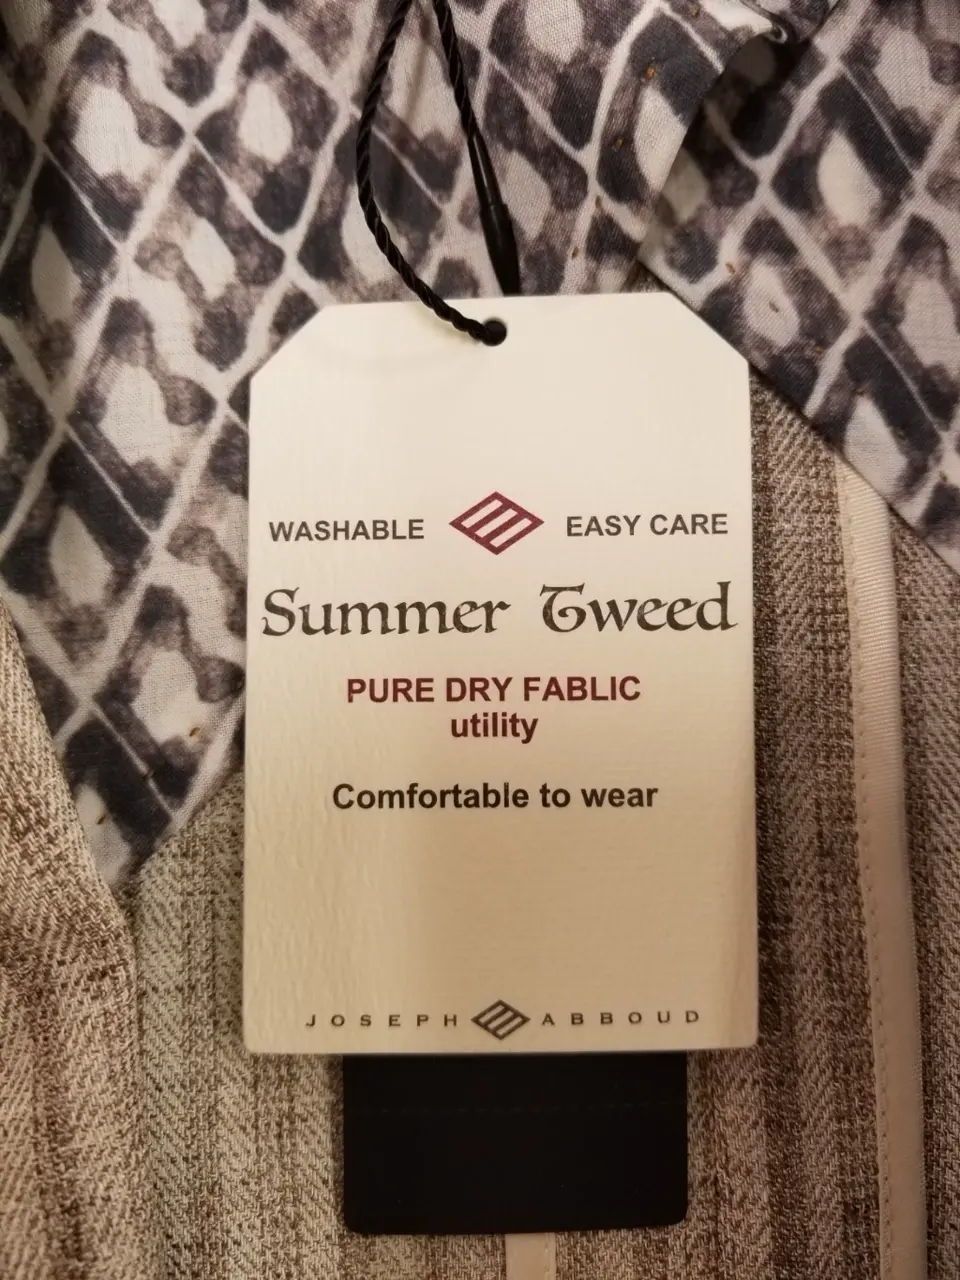 WASHABLE EASY CARE
Summer Tweed
PURE DRY FABLIC
utility
Comfortable to wear
JOSEPH ABBOUD